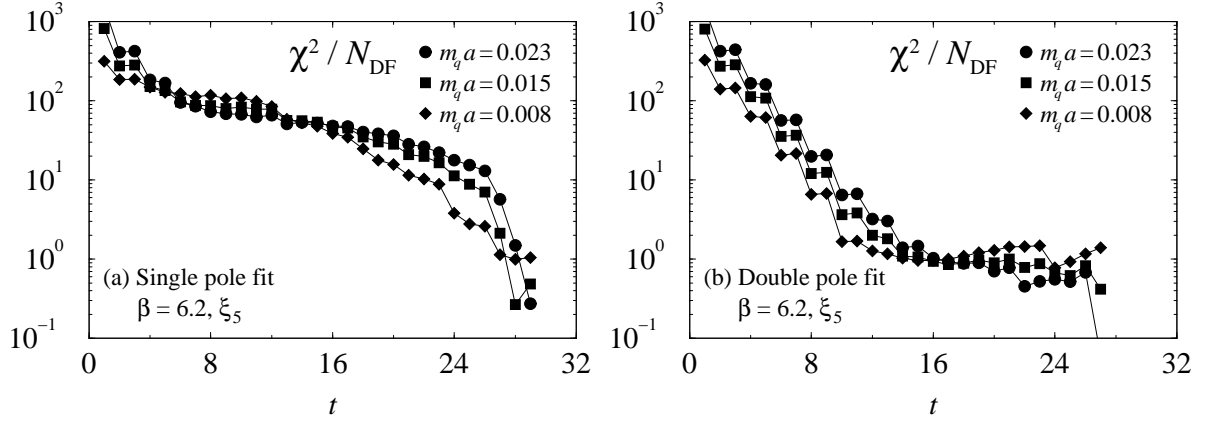 10³
10²
10¹
10⁰
10⁻¹
χ² / N_DF
m_q a = 0.023
m_q a = 0.015
m_q a = 0.008
(a) Single pole fit
β = 6.2, ξ₅
0 8 16 24 32
t
10³
10²
10¹
10⁰
10⁻¹
χ² / N_DF
m_q a = 0.023
m_q a = 0.015
m_q a = 0.008
(b) Double pole fit
β = 6.2, ξ₅
0 8 16 24 32
t